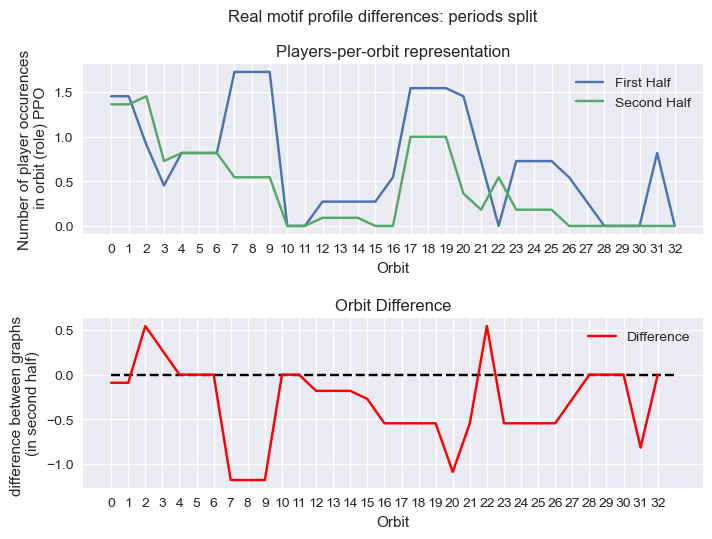 Real motif profile differences: periods split
Players-per-orbit representation
Number of player occurences
in orbit (role) PPO
1.5
1.0
0.5
0.0
First Half
Second Half
0 1 2 3 4 5 6 7 8 9 10 11 12 13 14 15 16 17 18 19 20 21 22 23 24 25 26 27 28 29 30 31 32
Orbit
Orbit Difference
difference between graphs
(in second half)
0.5
0.0
−0.5
−1.0
Difference
0 1 2 3 4 5 6 7 8 9 10 11 12 13 14 15 16 17 18 19 20 21 22 23 24 25 26 27 28 29 30 31 32
Orbit